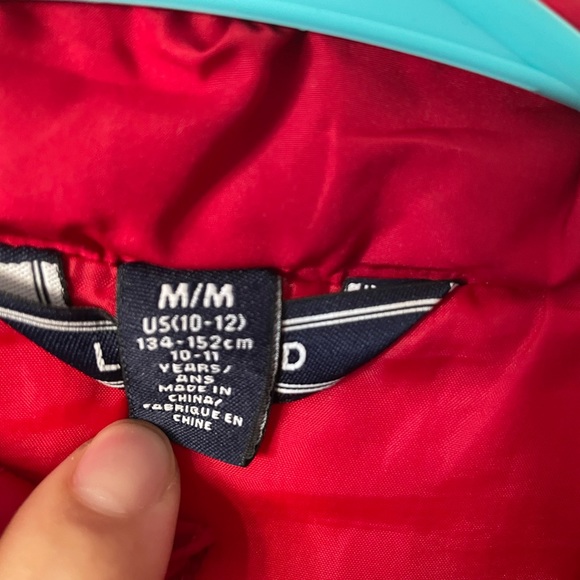 M/M
US(10-12)
134-152cm
10-11
YEARS/
ANS
MADE IN
CHINA/
FABRIQUE EN
CHINE
L D